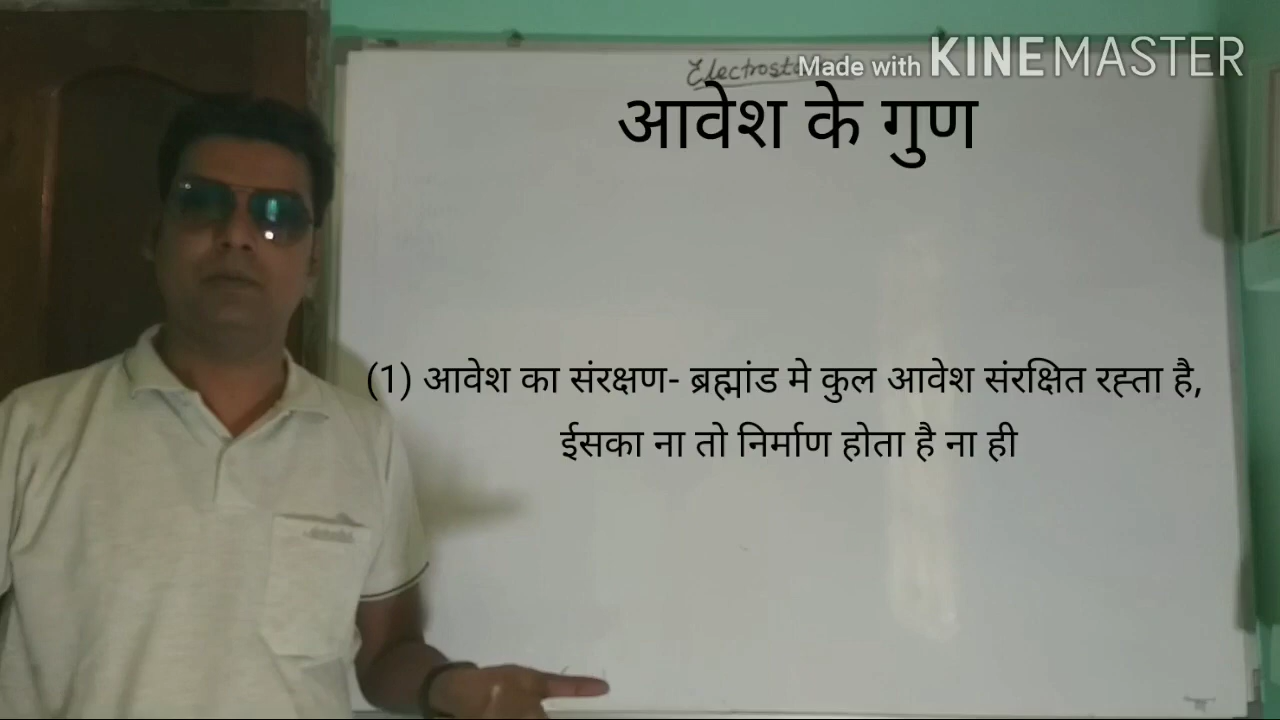 Made with KINEMASTER
आवेश के गुण
(1) आवेश का संरक्षण- ब्रह्मांड मे कुल आवेश संरक्षित रह्ता है,
ईसका ना तो निर्माण होता है ना ही